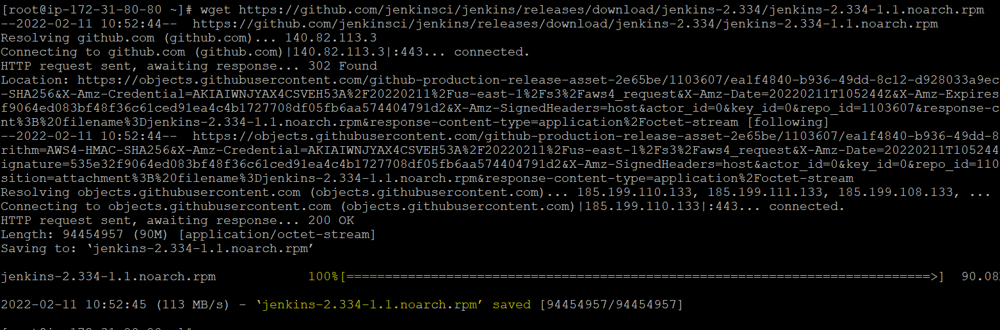 [root@ip-172-31-80-80 ~]# wget https://github.com/jenkinsci/jenkins/releases/download/jenkins-2.334/jenkins-2.334-1.1.noarch.rpm
--2022-02-11 10:52:44--  https://github.com/jenkinsci/jenkins/releases/download/jenkins-2.334/jenkins-2.334-1.1.noarch.rpm
Resolving github.com (github.com)... 140.82.113.3
Connecting to github.com (github.com)|140.82.113.3|:443... connected.
HTTP request sent, awaiting response... 302 Found
Location: https://objects.githubusercontent.com/github-production-release-asset-2e65be/1103607/ea1f4840-b936-49dd-8c12-d928033a9ec
-SHA256&X-Amz-Credential=AKIAIWNJYAX4CSVEH53A%2F20220211%2Fus-east-1%2Fs3%2Faws4_request&X-Amz-Date=20220211T105244Z&X-Amz-Expires
f9064ed083bf48f36c61ced91ea4c4b1727708df05fb6aa574404791d2&X-Amz-SignedHeaders=host&actor_id=0&key_id=0&repo_id=1103607&response-c
nt%3B%20filename%3Djenkins-2.334-1.1.noarch.rpm&response-content-type=application%2Foctet-stream [following]
--2022-02-11 10:52:44--  https://objects.githubusercontent.com/github-production-release-asset-2e65be/1103607/ea1f4840-b936-49dd-8
rithm=AWS4-HMAC-SHA256&X-Amz-Credential=AKIAIWNJYAX4CSVEH53A%2F20220211%2Fus-east-1%2Fs3%2Faws4_request&X-Amz-Date=20220211T105244
ignature=535e32f9064ed083bf48f36c61ced91ea4c4b1727708df05fb6aa574404791d2&X-Amz-SignedHeaders=host&actor_id=0&key_id=0&repo_id=110
sition=attachment%3B%20filename%3Djenkins-2.334-1.1.noarch.rpm&response-content-type=application%2Foctet-stream
Resolving objects.githubusercontent.com (objects.githubusercontent.com)... 185.199.110.133, 185.199.111.133, 185.199.108.133, ...
Connecting to objects.githubusercontent.com (objects.githubusercontent.com)|185.199.110.133|:443... connected.
HTTP request sent, awaiting response... 200 OK
Length: 94454957 (90M) [application/octet-stream]
Saving to: ‘jenkins-2.334-1.1.noarch.rpm’
jenkins-2.334-1.1.noarch.rpm            100%[============================================================================>]  90.08
2022-02-11 10:52:45 (113 MB/s) - ‘jenkins-2.334-1.1.noarch.rpm’ saved [94454957/94454957]